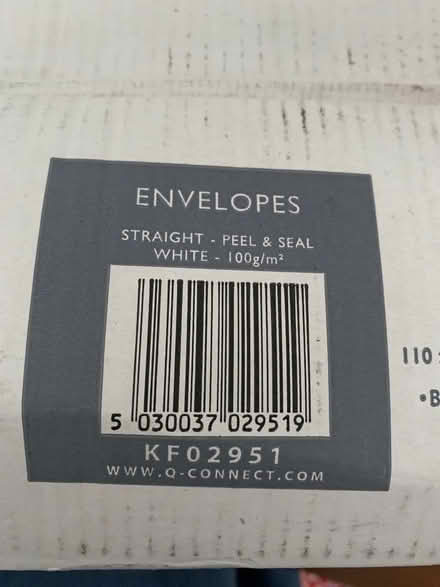 ENVELOPES
STRAIGHT - PEEL & SEAL
WHITE - 100g/m²
5 030037 029519
KF02951
WWW.Q-CONNECT.COM
110
•B